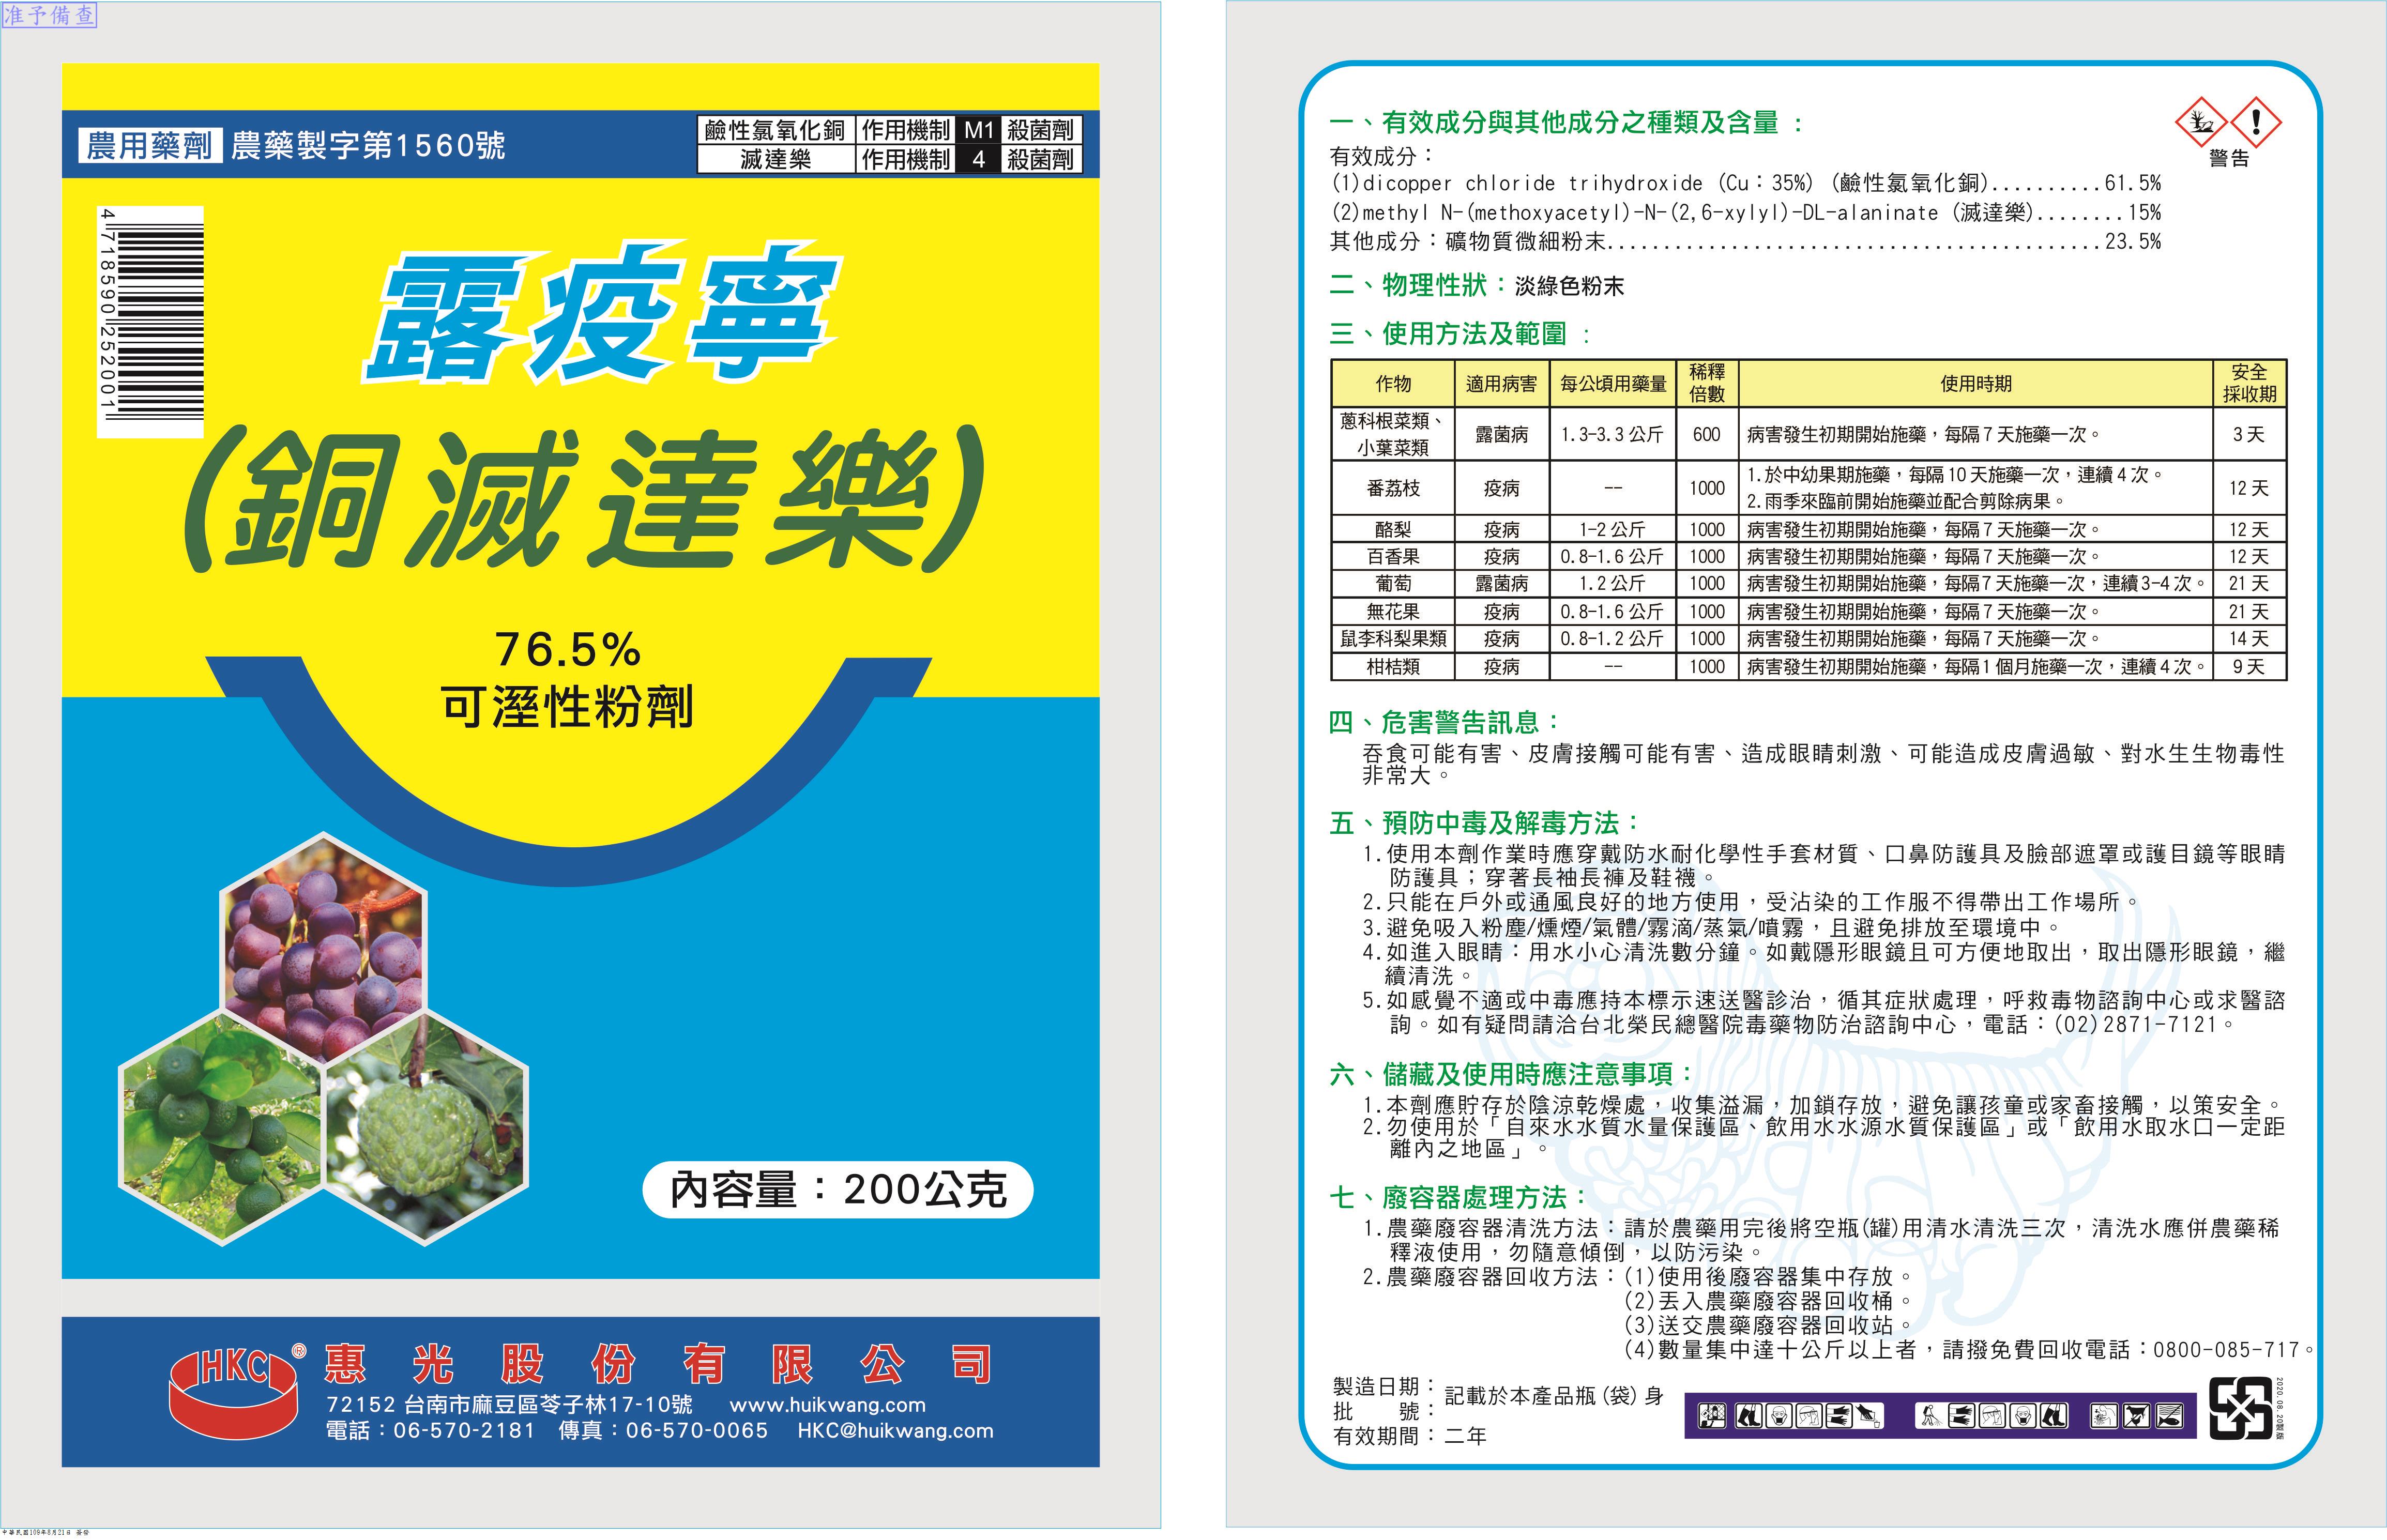 准予備查
農用藥劑 農藥製字第1560號
鹼性氯氧化銅 作用機制 M1 殺菌劑
滅達樂 作用機制 4 殺菌劑
4 718590 252001
露疫寧
(銅滅達樂)
76.5%
可溼性粉劑
內容量：200公克
HKC® 惠光股份有限公司
72152 台南市麻豆區苓子林17-10號 www.huikwang.com
電話：06-570-2181 傳真：06-570-0065 HKC@huikwang.com
中華民國109年8月21日 簽發
一、有效成分與其他成分之種類及含量：
警告
有效成分：
(1)dicopper chloride trihydroxide (Cu：35%) (鹼性氯氧化銅)..........61.5%
(2)methyl N-(methoxyacetyl)-N-(2,6-xylyl)-DL-alaninate (滅達樂)........15%
其他成分：礦物質微細粉末............................................23.5%
二、物理性狀：淡綠色粉末
三、使用方法及範圍：
作物 適用病害 每公頃用藥量 稀釋倍數 使用時期 安全採收期
蔥科根菜類、小葉菜類 露菌病 1.3-3.3公斤 600 病害發生初期開始施藥，每隔7天施藥一次。 3天
番荔枝 疫病 -- 1000 1.於中幼果期施藥，每隔10天施藥一次，連續4次。 12天
2.雨季來臨前開始施藥並配合剪除病果。
酪梨 疫病 1-2公斤 1000 病害發生初期開始施藥，每隔7天施藥一次。 12天
百香果 疫病 0.8-1.6公斤 1000 病害發生初期開始施藥，每隔7天施藥一次。 12天
葡萄 露菌病 1.2公斤 1000 病害發生初期開始施藥，每隔7天施藥一次，連續3-4次。 21天
無花果 疫病 0.8-1.6公斤 1000 病害發生初期開始施藥，每隔7天施藥一次。 21天
鼠李科梨果類 疫病 0.8-1.2公斤 1000 病害發生初期開始施藥，每隔7天施藥一次。 14天
柑桔類 疫病 -- 1000 病害發生初期開始施藥，每隔1個月施藥一次，連續4次。 9天
四、危害警告訊息：
吞食可能有害、皮膚接觸可能有害、造成眼睛刺激、可能造成皮膚過敏、對水生生物毒性
非常大。
五、預防中毒及解毒方法：
1.使用本劑作業時應穿戴防水耐化學性手套材質、口鼻防護具及臉部遮罩或護目鏡等眼睛
防護具；穿著長袖長褲及鞋襪。
2.只能在戶外或通風良好的地方使用，受沾染的工作服不得帶出工作場所。
3.避免吸入粉塵/燻煙/氣體/霧滴/蒸氣/噴霧，且避免排放至環境中。
4.如進入眼睛：用水小心清洗數分鐘。如戴隱形眼鏡且可方便地取出，取出隱形眼鏡，繼
續清洗。
5.如感覺不適或中毒應持本標示速送醫診治，循其症狀處理，呼救毒物諮詢中心或求醫諮
詢。如有疑問請洽台北榮民總醫院毒藥物防治諮詢中心，電話：(02)2871-7121。
六、儲藏及使用時應注意事項：
1.本劑應貯存於陰涼乾燥處，收集溢漏，加鎖存放，避免讓孩童或家畜接觸，以策安全。
2.勿使用於「自來水水質水量保護區、飲用水水源水質保護區」或「飲用水取水口一定距
離內之地區」。
七、廢容器處理方法：
1.農藥廢容器清洗方法：請於農藥用完後將空瓶(罐)用清水清洗三次，清洗水應併農藥稀
釋液使用，勿隨意傾倒，以防污染。
2.農藥廢容器回收方法：(1)使用後廢容器集中存放。
(2)丟入農藥廢容器回收桶。
(3)送交農藥廢容器回收站。
(4)數量集中達十公斤以上者，請撥免費回收電話：0800-085-717。
製造日期：記載於本產品瓶(袋)身
批 號：
有效期間：二年
2020.08.20製版